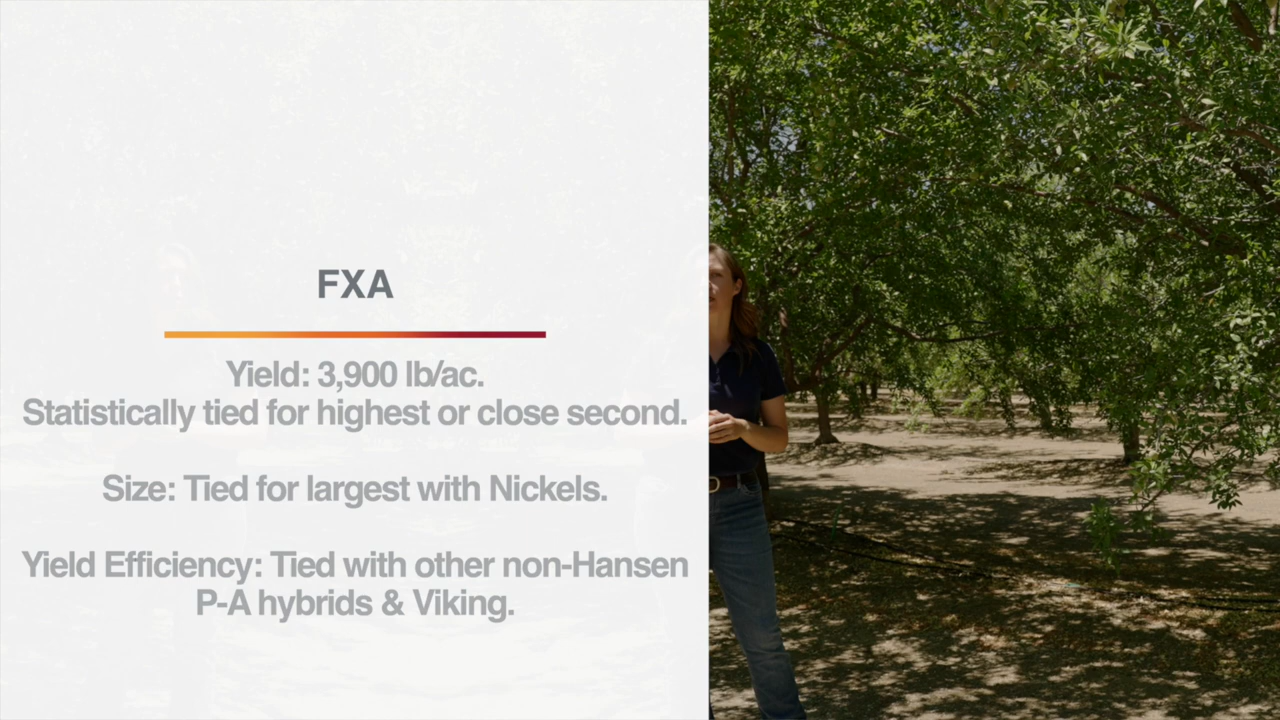 FXA
Yield: 3,900 lb/ac.
Statistically tied for highest or close second.
Size: Tied for largest with Nickels.
Yield Efficiency: Tied with other non-Hansen
P-A hybrids & Viking.